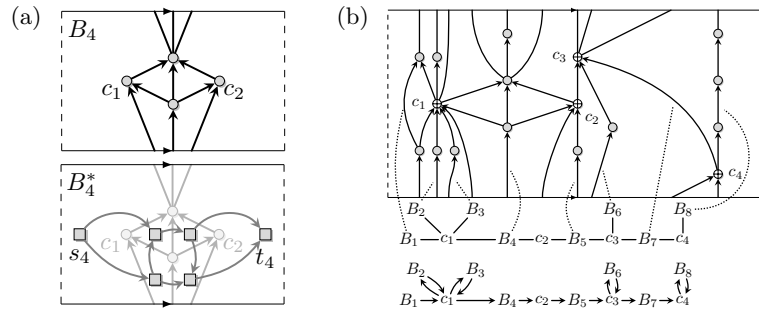 (a)
B₄
c₁ c₂
B₄*
c₁ c₂
s₄ t₄
(b)
c₃
c₁ c₂
c₄
B₂ B₃ B₆ B₈
B₁ c₁ B₄ c₂ B₅ c₃ B₇ c₄
B₂ B₃ B₆ B₈
B₁ c₁ B₄ c₂ B₅ c₃ B₇ c₄